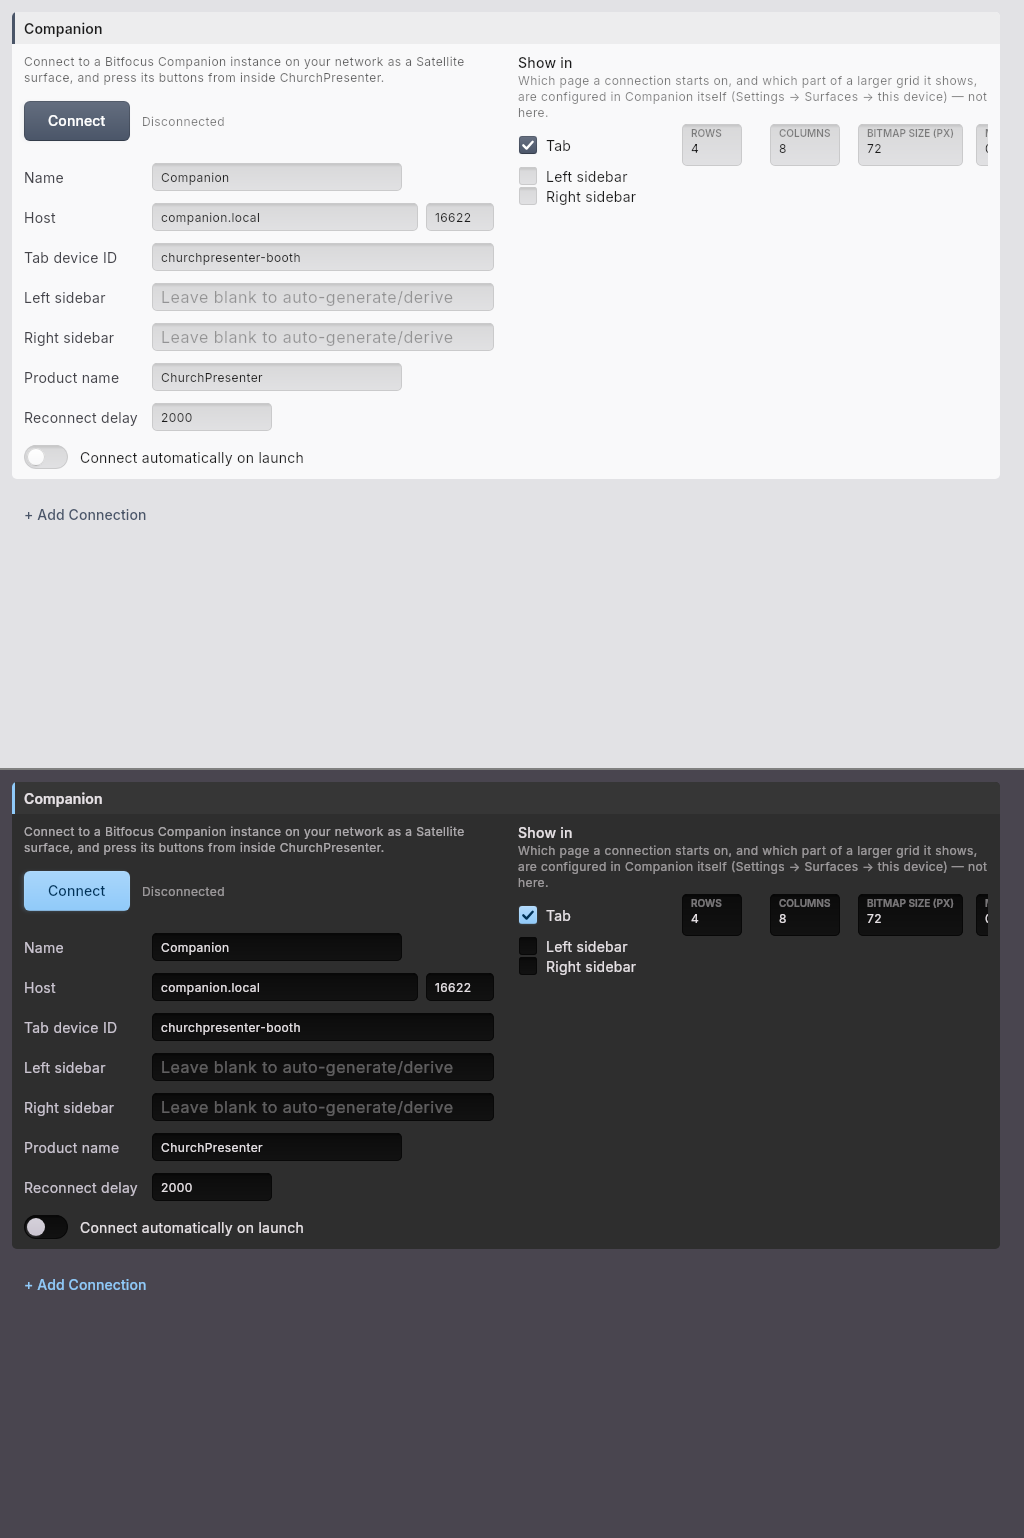 Companion
Connect to a Bitfocus Companion instance on your network as a Satellite
surface, and press its buttons from inside ChurchPresenter.
Connect
Disconnected
Name
Companion
Host
companion.local
16622
Tab device ID
churchpresenter-booth
Left sidebar
Leave blank to auto-generate/derive
Right sidebar
Leave blank to auto-generate/derive
Product name
ChurchPresenter
Reconnect delay
2000
Connect automatically on launch
Show in
Which page a connection starts on, and which part of a larger grid it shows,
are configured in Companion itself (Settings → Surfaces → this device) — not
here.
Tab
ROWS
4
COLUMNS
8
BITMAP SIZE (PX)
72
Left sidebar
Right sidebar
+ Add Connection
Companion
Connect to a Bitfocus Companion instance on your network as a Satellite
surface, and press its buttons from inside ChurchPresenter.
Connect
Disconnected
Name
Companion
Host
companion.local
16622
Tab device ID
churchpresenter-booth
Left sidebar
Leave blank to auto-generate/derive
Right sidebar
Leave blank to auto-generate/derive
Product name
ChurchPresenter
Reconnect delay
2000
Connect automatically on launch
Show in
Which page a connection starts on, and which part of a larger grid it shows,
are configured in Companion itself (Settings → Surfaces → this device) — not
here.
Tab
ROWS
4
COLUMNS
8
BITMAP SIZE (PX)
72
Left sidebar
Right sidebar
+ Add Connection